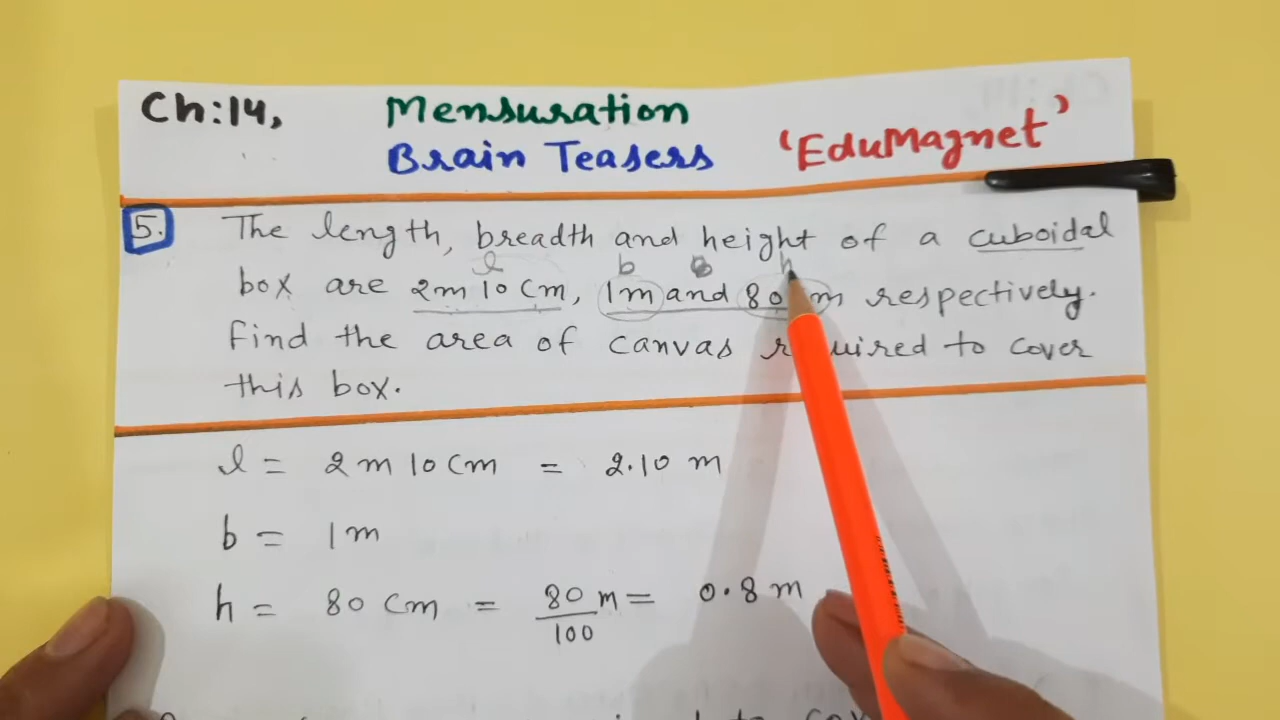 Ch:14, Mensuration
Brain Teasers 'EduMagnet'
5. The length, breadth and height of a cuboidal
l b b h
box are 2m 10 cm, 1m and 80 m respectively.
Find the area of canvas required to cover
this box.
l = 2m 10 cm = 2.10 m
b = 1m
h = 80 cm = 80/100 m = 0.8 m